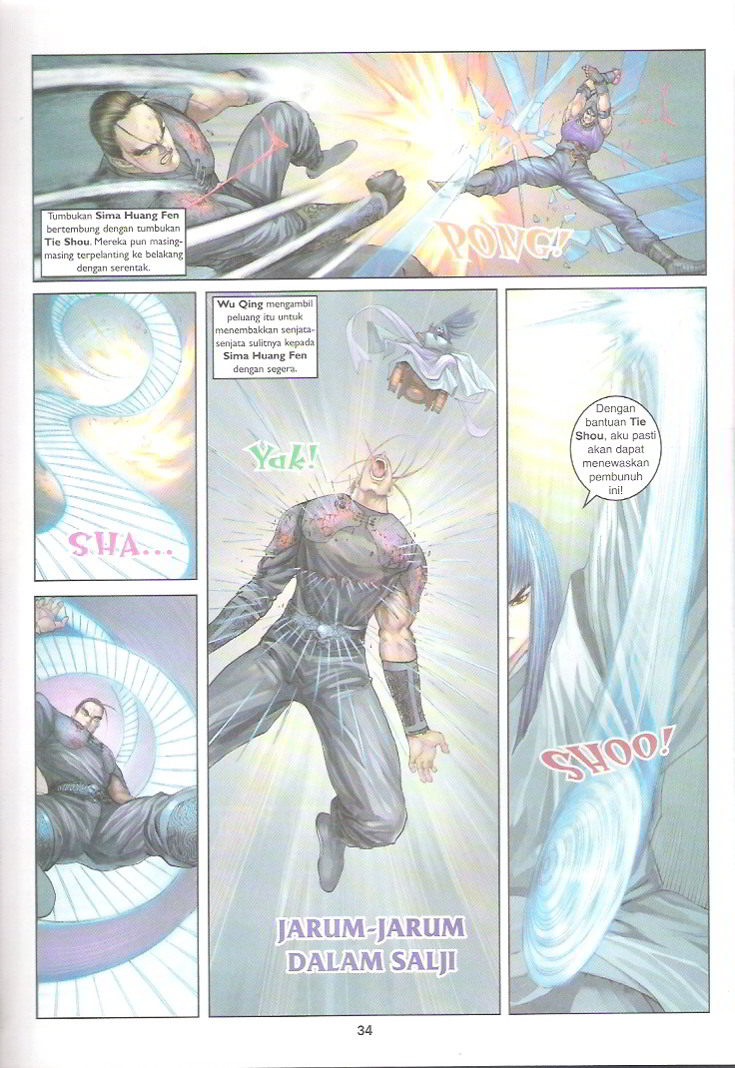 Tumbukan Sima Huang Fen
bertembung dengan tumbukan
Tie Shou. Mereka pun masing-
masing terpelanting ke belakang
dengan serentak.
PONG!
SHA...
Wu Qing mengambil
peluang itu untuk
menembakkan senjata-
senjata sulitnya kepada
Sima Huang Fen
dengan segera.
Yak!
JARUM-JARUM
DALAM SALJI
Dengan
bantuan Tie
Shou, aku pasti
akan dapat
menewaskan
pembunuh
ini!
SHOO!
34